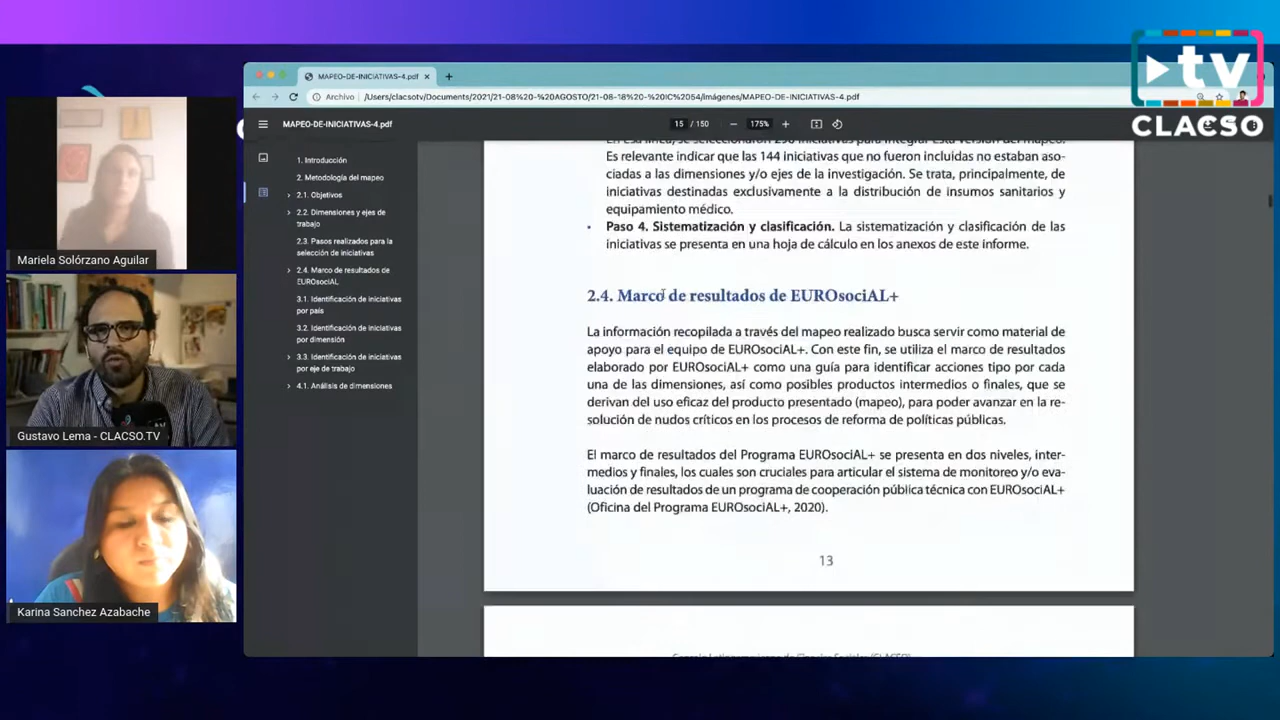 tv
CLACSO
MAPEO-DE-INICIATIVAS-4.pdf
Archivo /Users/clacsotv/Documents/2021/21-08%20-%20AGOSTO/21-08-18%20-%20IC%2054/imágenes/MAPEO-DE-INICIATIVAS-4.pdf
MAPEO-DE-INICIATIVAS-4.pdf
15 / 150
175%
1. Introducción
2. Metodología del mapeo
2.1. Objetivos
2.2. Dimensiones y ejes de
trabajo
2.3. Pasos realizados para la
selección de iniciativas
2.4. Marco de resultados de
EUROsociAL
3.1. Identificación de iniciativas
por país
3.2. Identificación de iniciativas
por dimensión
3.3. Identificación de iniciativas
por eje de trabajo
4.1. Análisis de dimensiones
Es relevante indicar que las 144 iniciativas que no fueron incluidas no estaban aso-
ciadas a las dimensiones y/o ejes de la investigación. Se trata, principalmente, de
iniciativas destinadas exclusivamente a la distribución de insumos sanitarios y
equipamiento médico.
• Paso 4. Sistematización y clasificación. La sistematización y clasificación de las
iniciativas se presenta en una hoja de cálculo en los anexos de este informe.
2.4. Marco de resultados de EUROsociAL+
La información recopilada a través del mapeo realizado busca servir como material de
apoyo para el equipo de EUROsociAL+. Con este fin, se utiliza el marco de resultados
elaborado por EUROsociAL+ como una guía para identificar acciones tipo por cada
una de las dimensiones, así como posibles productos intermedios o finales, que se
derivan del uso eficaz del producto presentado (mapeo), para poder avanzar en la re-
solución de nudos críticos en los procesos de reforma de políticas públicas.
El marco de resultados del Programa EUROsociAL+ se presenta en dos niveles, inter-
medios y finales, los cuales son cruciales para articular el sistema de monitoreo y/o eva-
luación de resultados de un programa de cooperación pública técnica con EUROsociAL+
(Oficina del Programa EUROsociAL+, 2020).
13
Mariela Solórzano Aguilar
Gustavo Lema - CLACSO.TV
Karina Sanchez Azabache